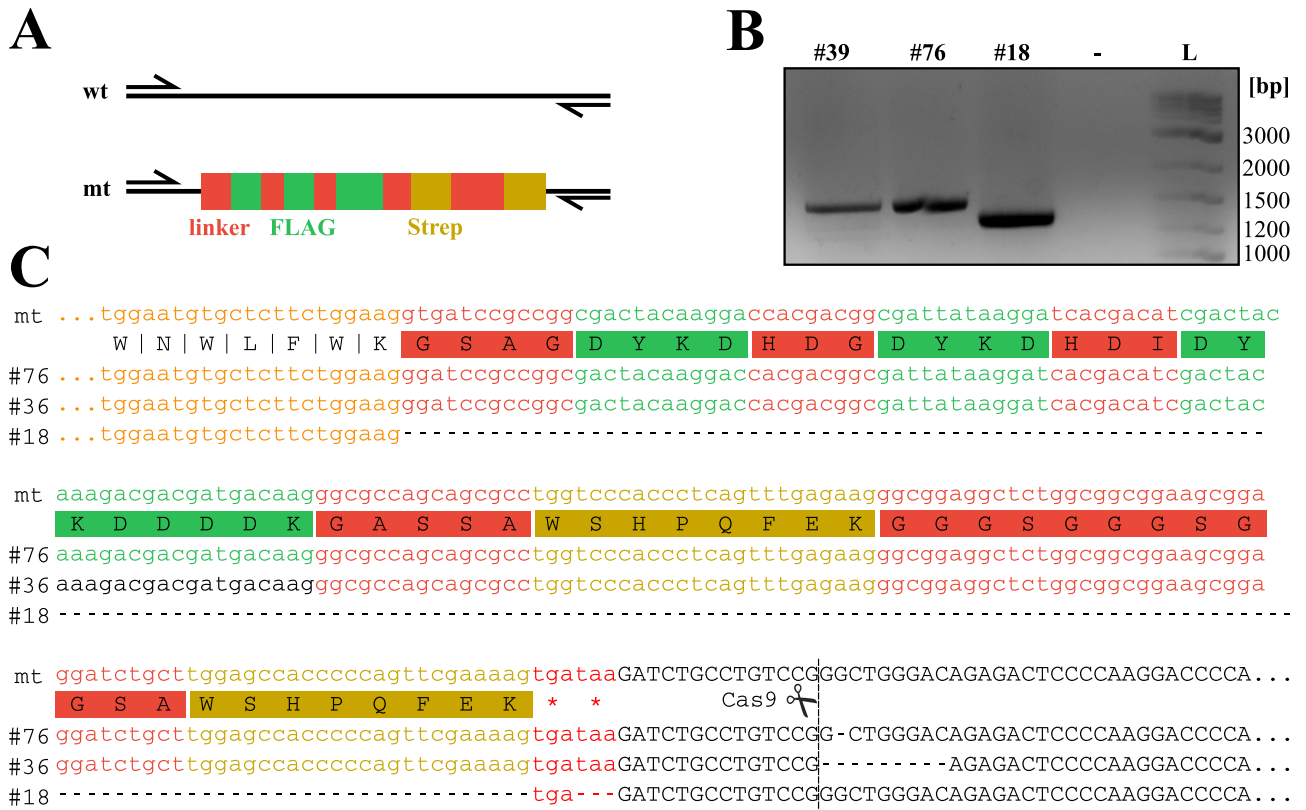 A
wt
mt
linker FLAG Strep
B
#39 #76 #18 - L
[bp]
3000
2000
1500
1200
1000
C
mt ...tggaatgtgctcttctggaaggtgatccgccggcgactacaaggaccacgacggcgattataaggatcacgacatcgactac
W | N | W | L | F | W | K G S A G D Y K D H D G D Y K D H D I D Y
#76 ...tggaatgtgctcttctggaagggatccgccggcgactacaaggaccacgacggcgattataaggatcacgacatcgactac
#36 ...tggaatgtgctcttctggaagggatccgccggcgactacaaggaccacgacggcgattataaggatcacgacatcgactac
#18 ...tggaatgtgctcttctggaag----------------------------------------
mt aaagacgacgatgacaagggcgccagcagcgcctggtcccaccctcagtttgagaagggcggaggctctggcggcggaagcgga
K D D D D K G A S S A W S H P Q F E K G G G S G G G S G
#76 aaagacgacgatgacaagggcgccagcagcgcctggtcccaccctcagtttgagaagggcggaggctctggcggcggaagcgga
#36 aaagacgacgatgacaagggcgccagcagcgcctggtcccaccctcagtttgagaagggcggaggctctggcggcggaagcgga
#18 ---------------------------------------------------------
mt ggatctgcttggagccacccccagttcgaaaagtgataaGATCTGCCTGTCCGGGCTGGGACAGAGACTCCCCAAGGACCCCA...
G S A W S H P Q F E K * * Cas9
#76 ggatctgcttggagccacccccagttcgaaaagtgataaGATCTGCCTGTCCGG-CTGGGACAGAGACTCCCCAAGGACCCCA...
#36 ggatctgcttggagccacccccagttcgaaaagtgataaGATCTGCCTGTCCG---------AGAGACTCCCCAAGGACCCCA...
#18 ---------------------------------tga---GATCTGCCTGTCCGGGCTGGGACAGAGACTCCCCAAGGACCCCA...